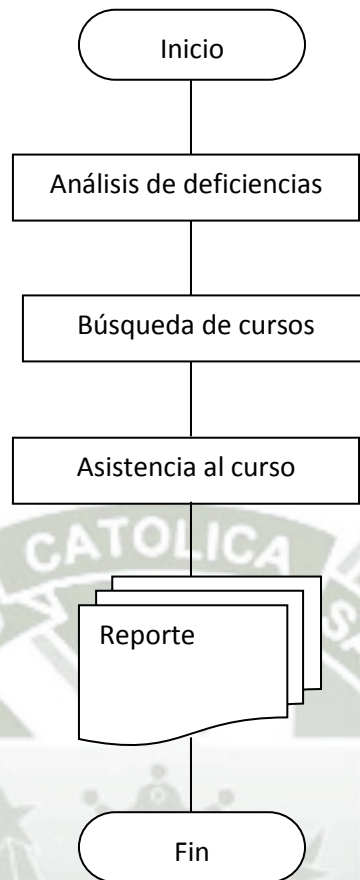 Inicio
Análisis de deficiencias
Búsqueda de cursos
Asistencia al curso
CATOLICA
Reporte
Fin